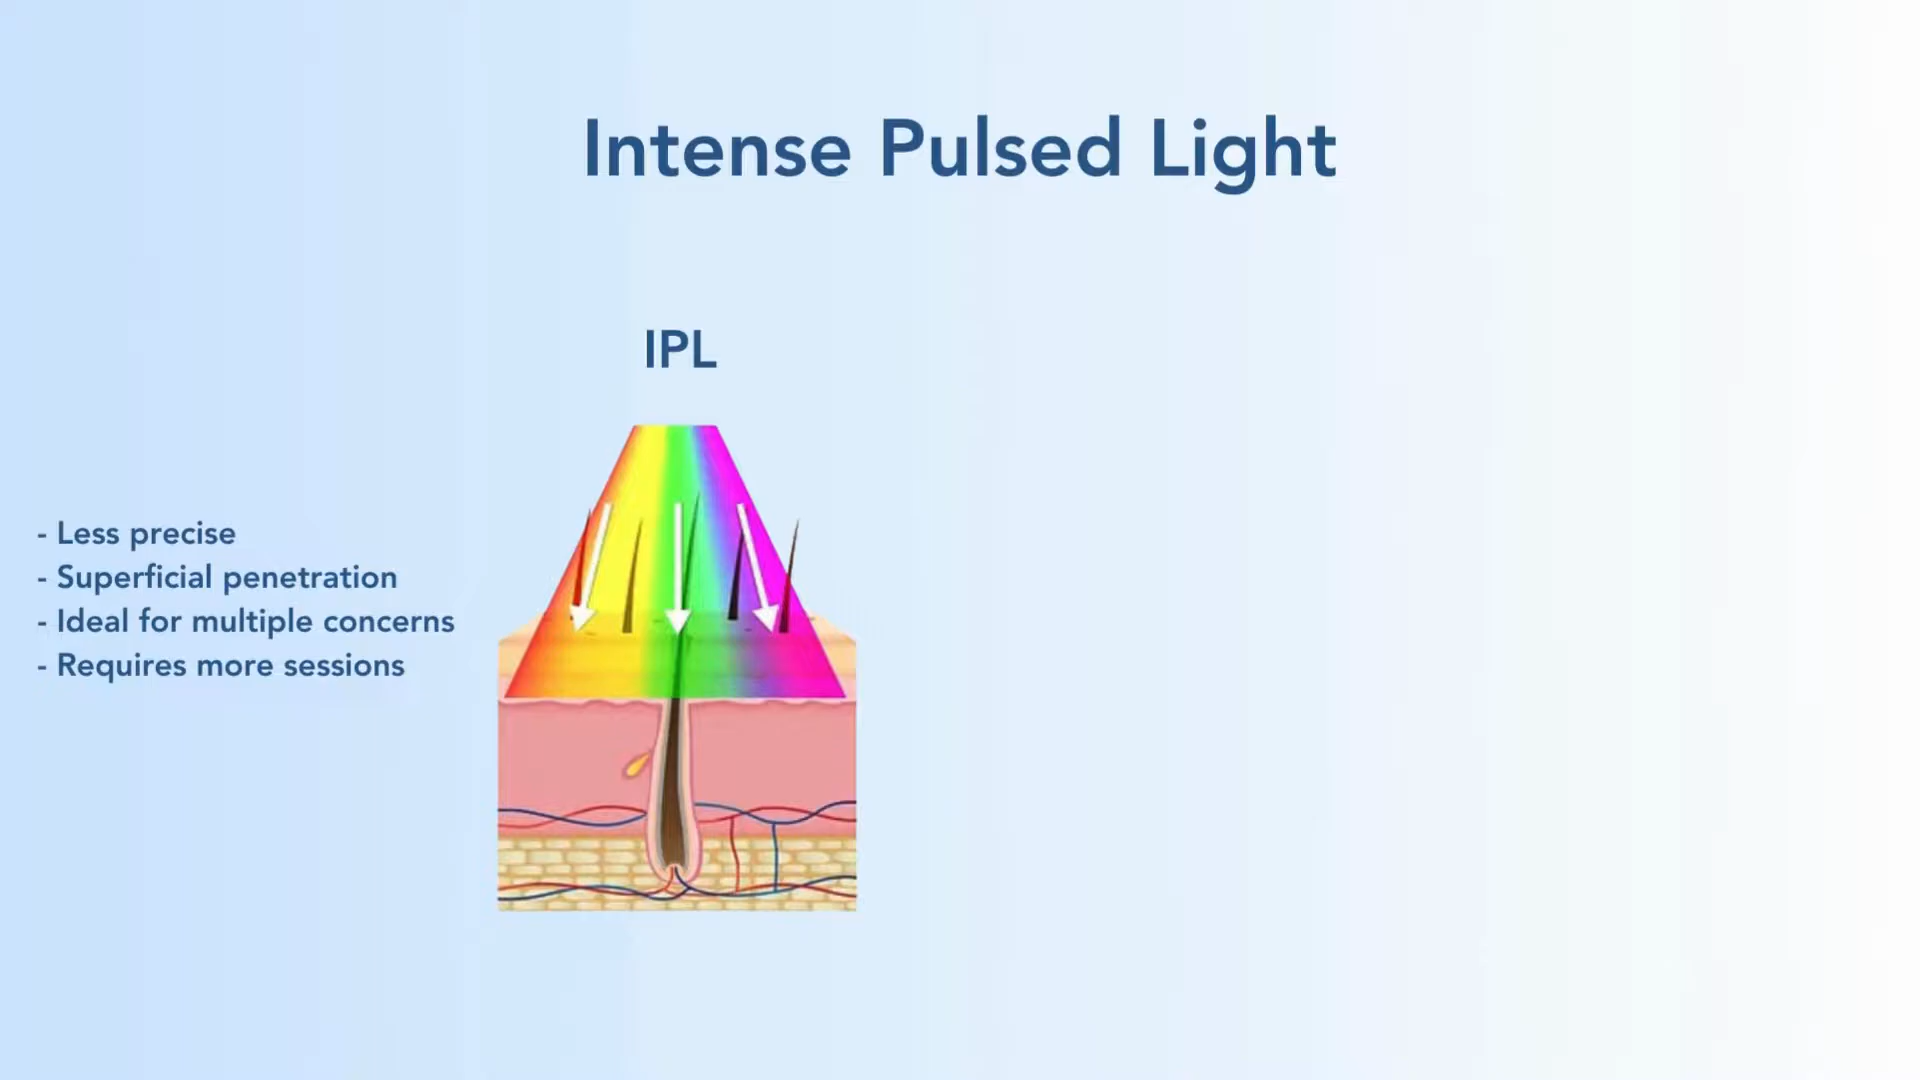 Intense Pulsed Light
IPL
- Less precise
- Superficial penetration
- Ideal for multiple concerns
- Requires more sessions